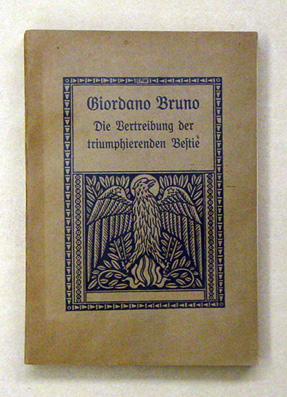 Giordano Bruno
Die Vertreibung der
triumphierenden Bestie